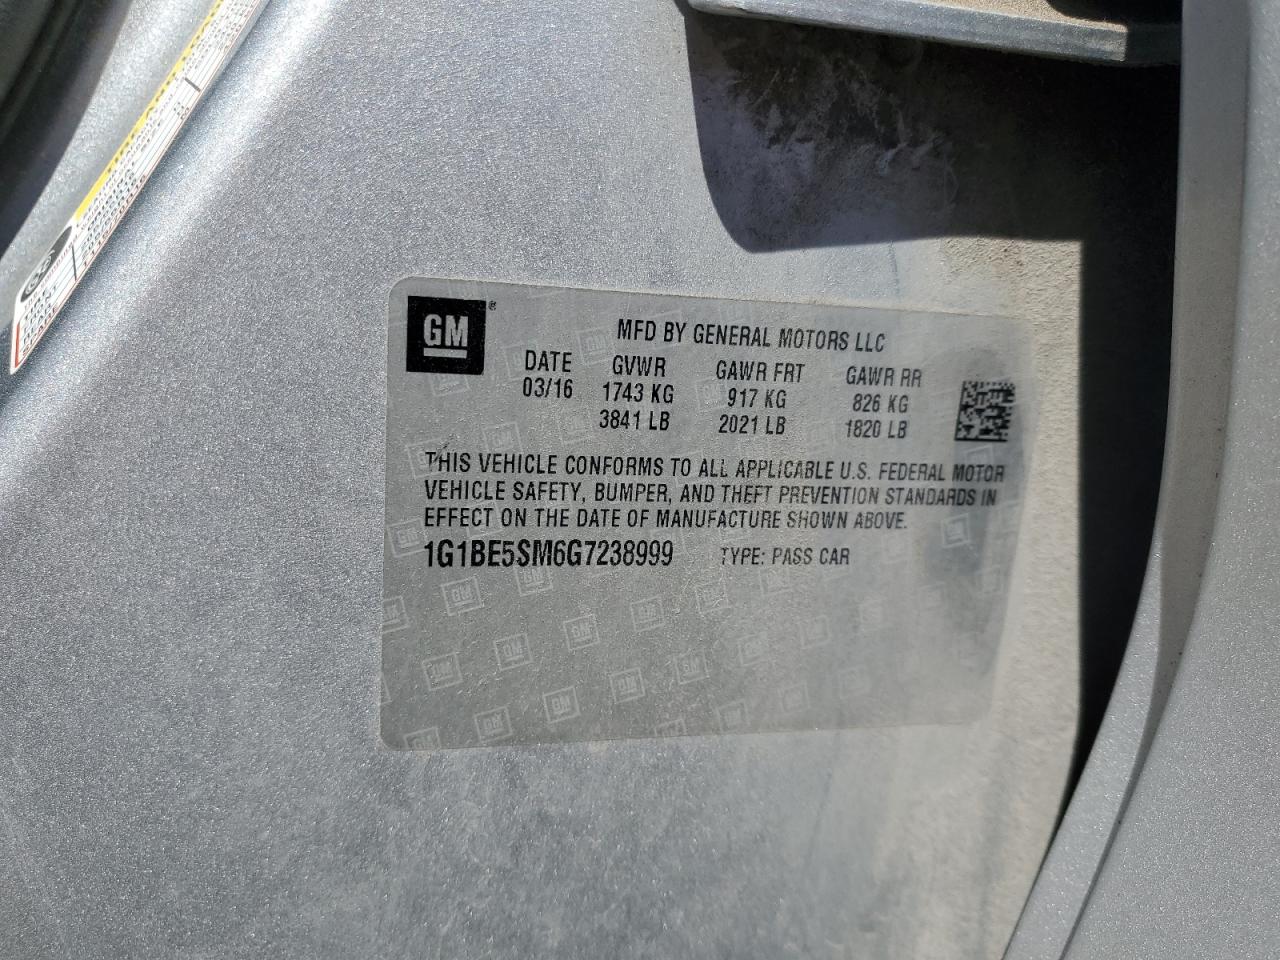 GM®
MFD BY GENERAL MOTORS LLC
DATE GVWR GAWR FRT GAWR RR
03/16 1743 KG 917 KG 826 KG
3841 LB 2021 LB 1820 LB
THIS VEHICLE CONFORMS TO ALL APPLICABLE U.S. FEDERAL MOTOR
VEHICLE SAFETY, BUMPER, AND THEFT PREVENTION STANDARDS IN
EFFECT ON THE DATE OF MANUFACTURE SHOWN ABOVE.
1G1BE5SM6G7238999 TYPE: PASS CAR